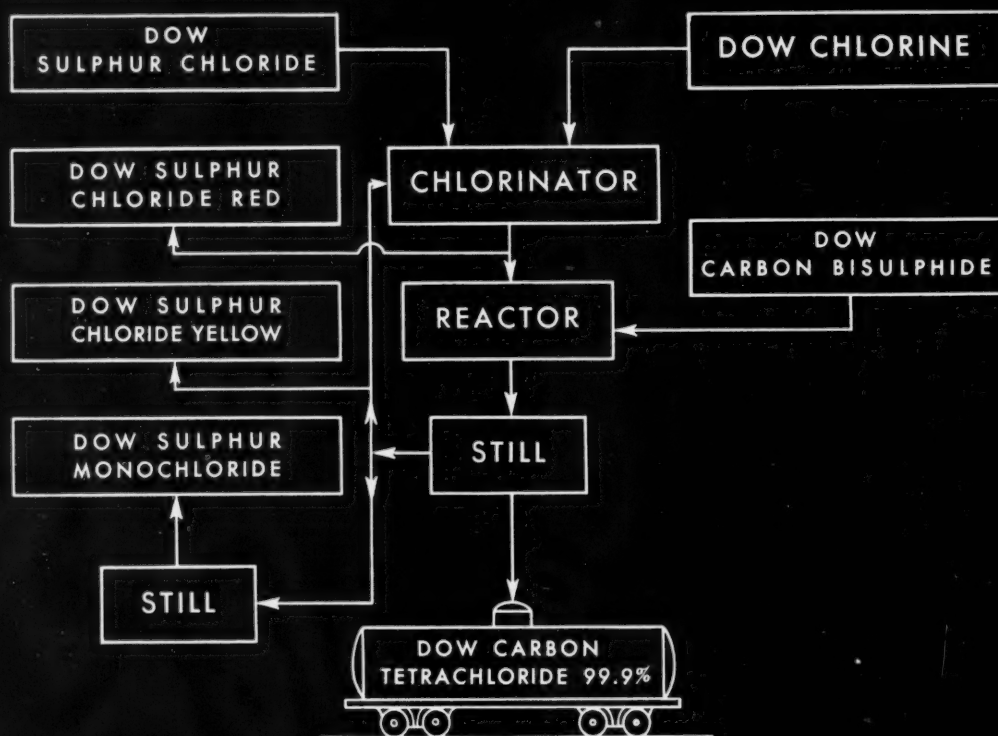 DOW
SULPHUR CHLORIDE
DOW CHLORINE
DOW SULPHUR
CHLORIDE RED
CHLORINATOR
DOW
CARBON BISULPHIDE
DOW SULPHUR
CHLORIDE YELLOW
REACTOR
DOW SULPHUR
MONOCHLORIDE
STILL
STILL
DOW CARBON
TETRACHLORIDE 99.9%